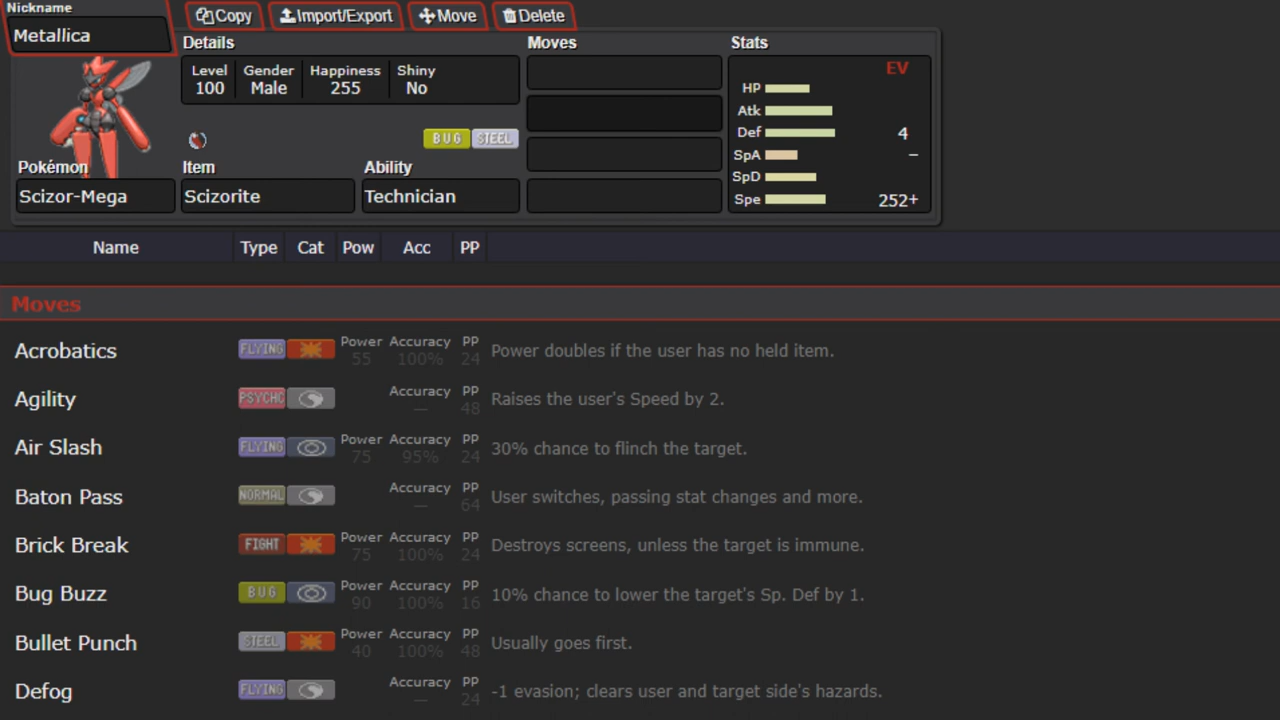 Nickname
Metallica
Copy Import/Export Move Delete
Details Moves Stats
Level Gender Happiness Shiny
100 Male 255 No
EV
HP
Atk
Def 4
SpA –
SpD
Spe 252+
BUG STEEL
Pokémon Item Ability
Scizor-Mega Scizorite Technician
Name Type Cat Pow Acc PP
Moves
Acrobatics FLYING Power 55 Accuracy 100% PP 24 Power doubles if the user has no held item.
Agility PSYCHC Accuracy — PP 48 Raises the user's Speed by 2.
Air Slash FLYING Power 75 Accuracy 95% PP 24 30% chance to flinch the target.
Baton Pass NORMAL Accuracy — PP 64 User switches, passing stat changes and more.
Brick Break FIGHT Power 75 Accuracy 100% PP 24 Destroys screens, unless the target is immune.
Bug Buzz BUG Power 90 Accuracy 100% PP 16 10% chance to lower the target's Sp. Def by 1.
Bullet Punch STEEL Power 40 Accuracy 100% PP 48 Usually goes first.
Defog FLYING Accuracy — PP 24 -1 evasion; clears user and target side's hazards.